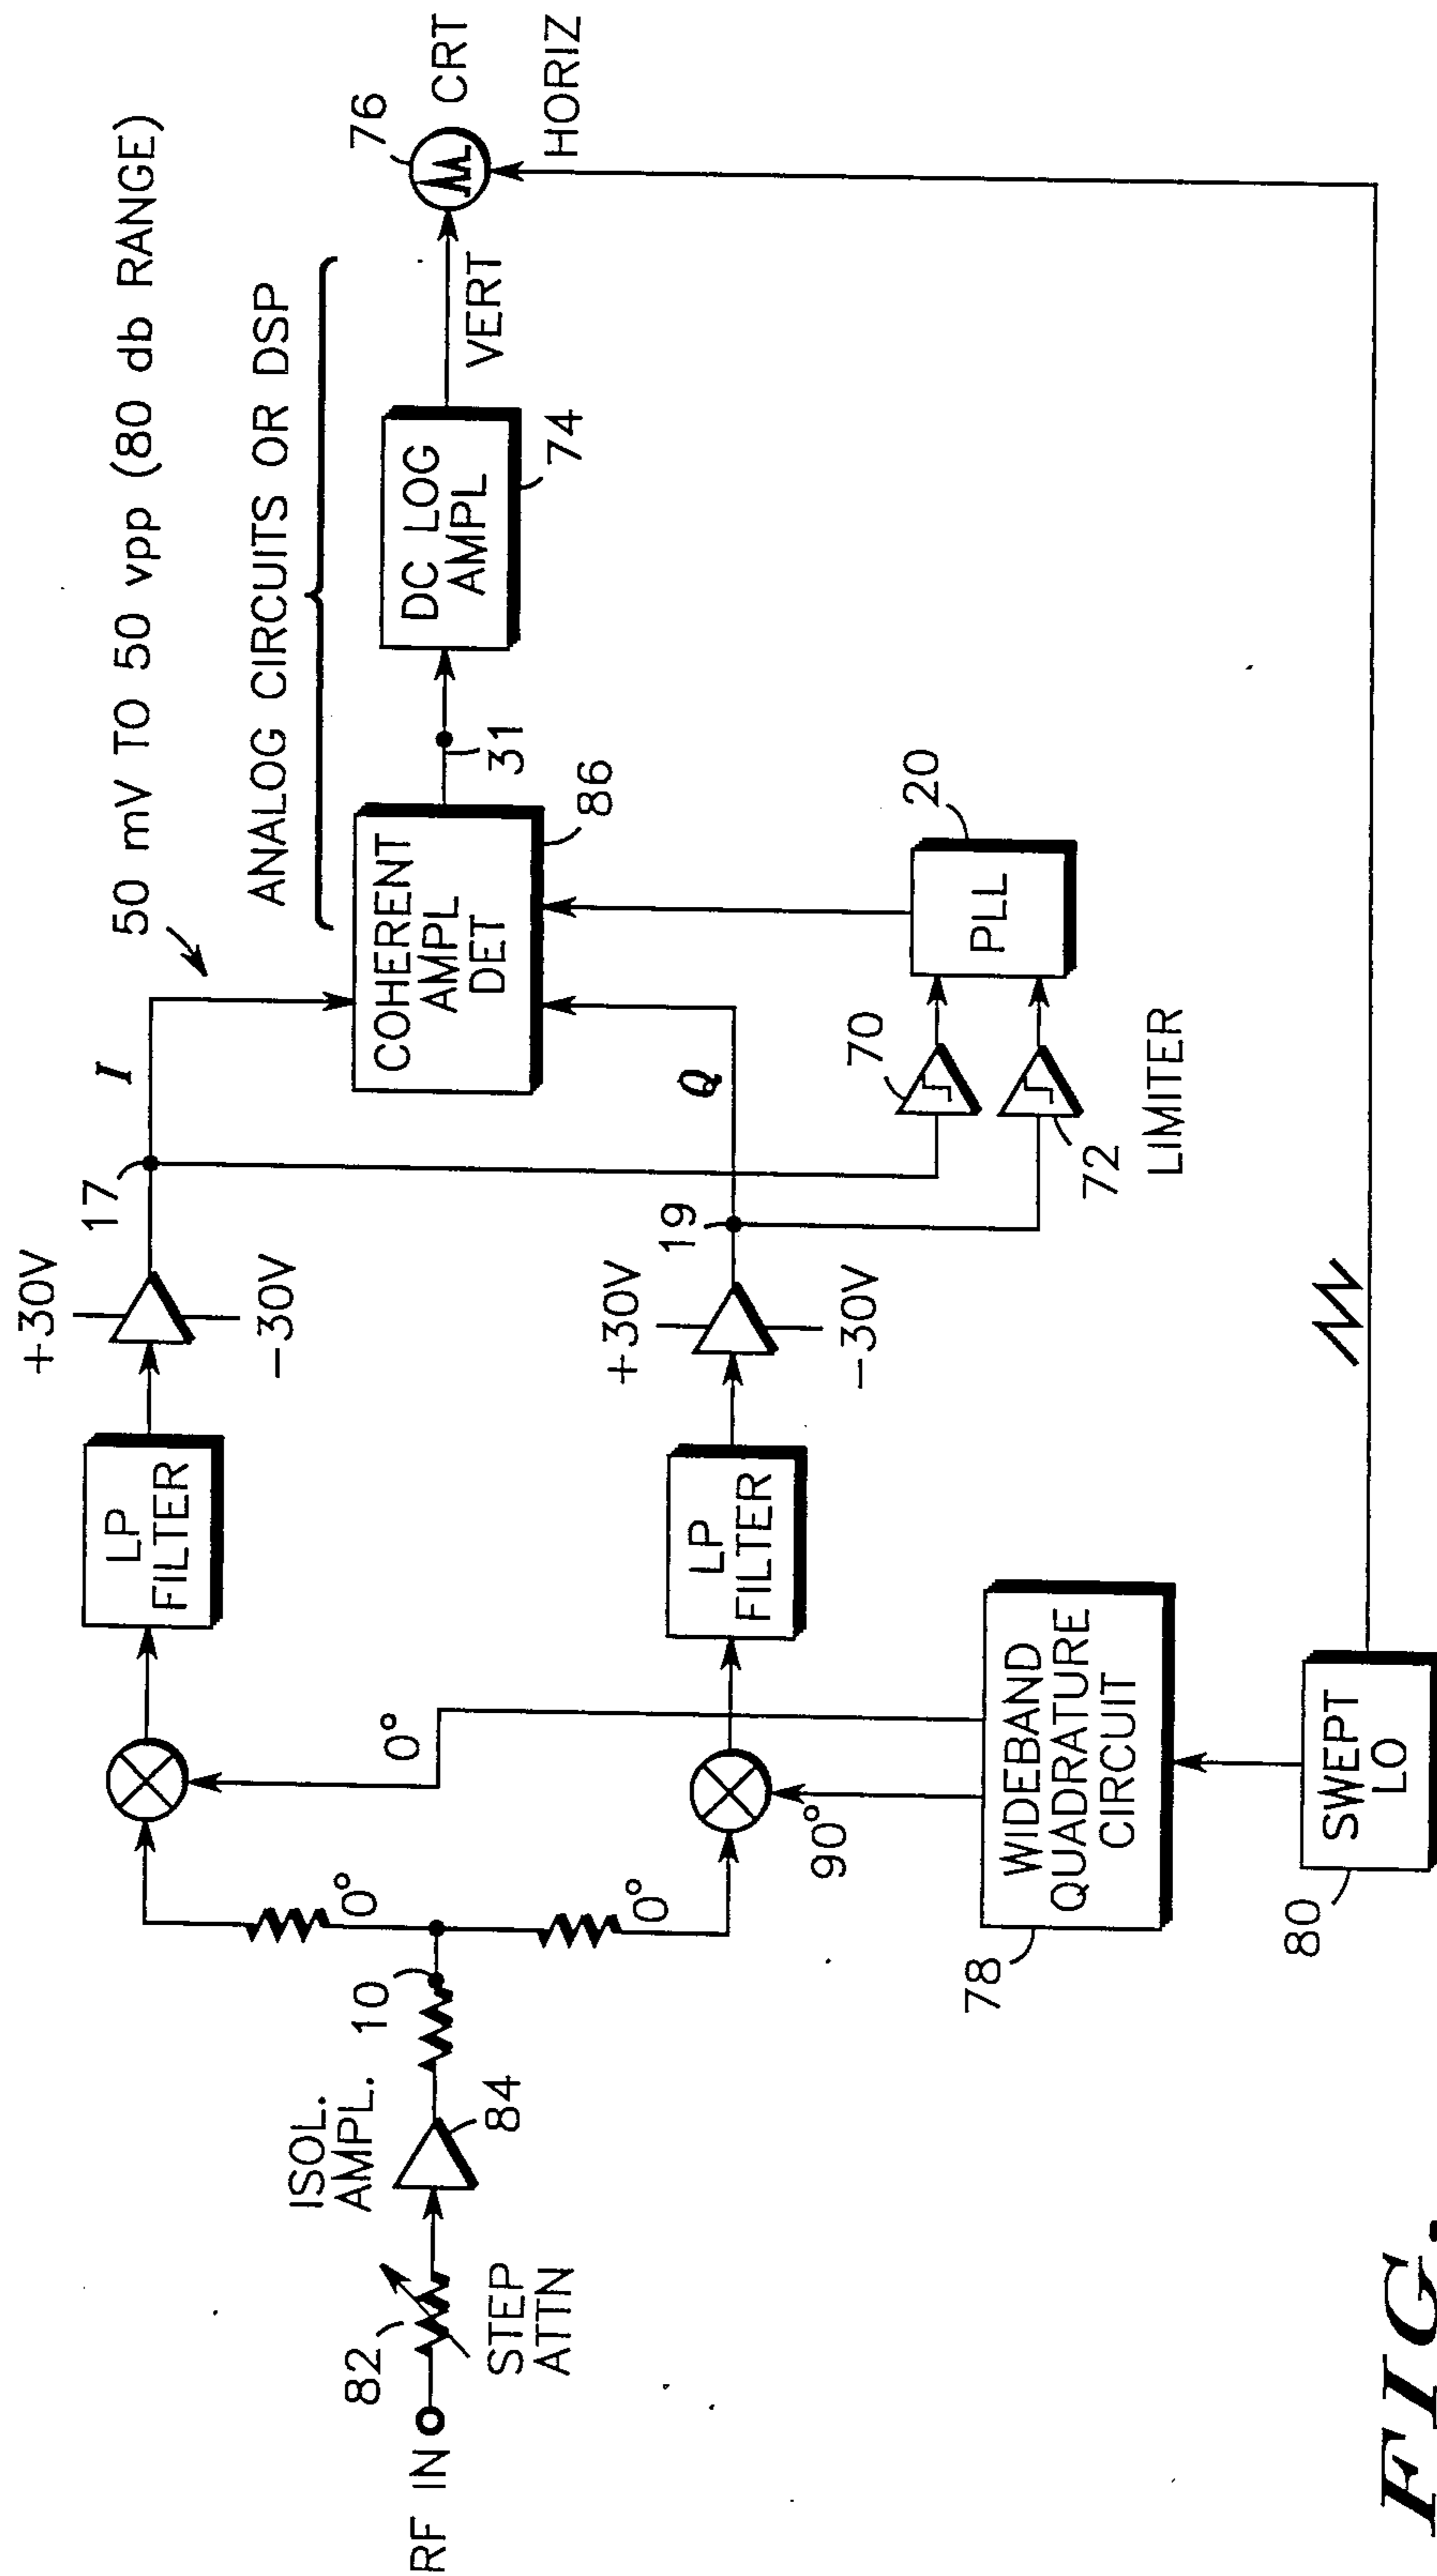 50 mV TO 50 vpp (80 db RANGE)
ANALOG CIRCUITS OR DSP
+30V
-30V
17
I
LP
FILTER
0°
0°
0°
90°
RF IN
82
STEP
ATTN
ISOL.
AMPL.
84
10
LP
FILTER
+30V
-30V
19
Q
COHERENT
AMPL
DET
86
31
DC LOG
AMPL
74
VERT
76
CRT
HORIZ
70
72
LIMITER
PLL
20
WIDEBAND
QUADRATURE
CIRCUIT
78
SWEPT
LO
80
FIG.